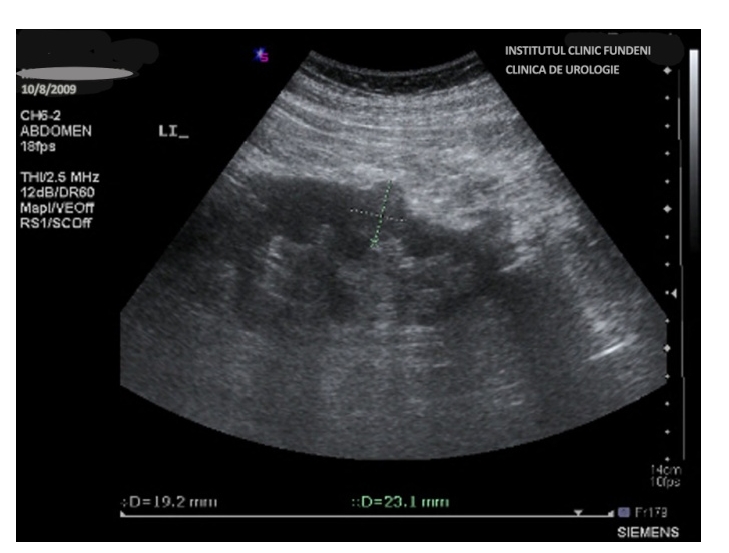 INSTITUTUL CLINIC FUNDENI
CLINICA DE UROLOGIE
S
10/8/2009
CH6-2
ABDOMEN
18fps
LI_
THI/2.5 MHz
12dB/DR60
MapI/VEOff
RS1/SCOff
14cm
10fps
D=19.2 mm
D=23.1 mm
Fr179
SIEMENS